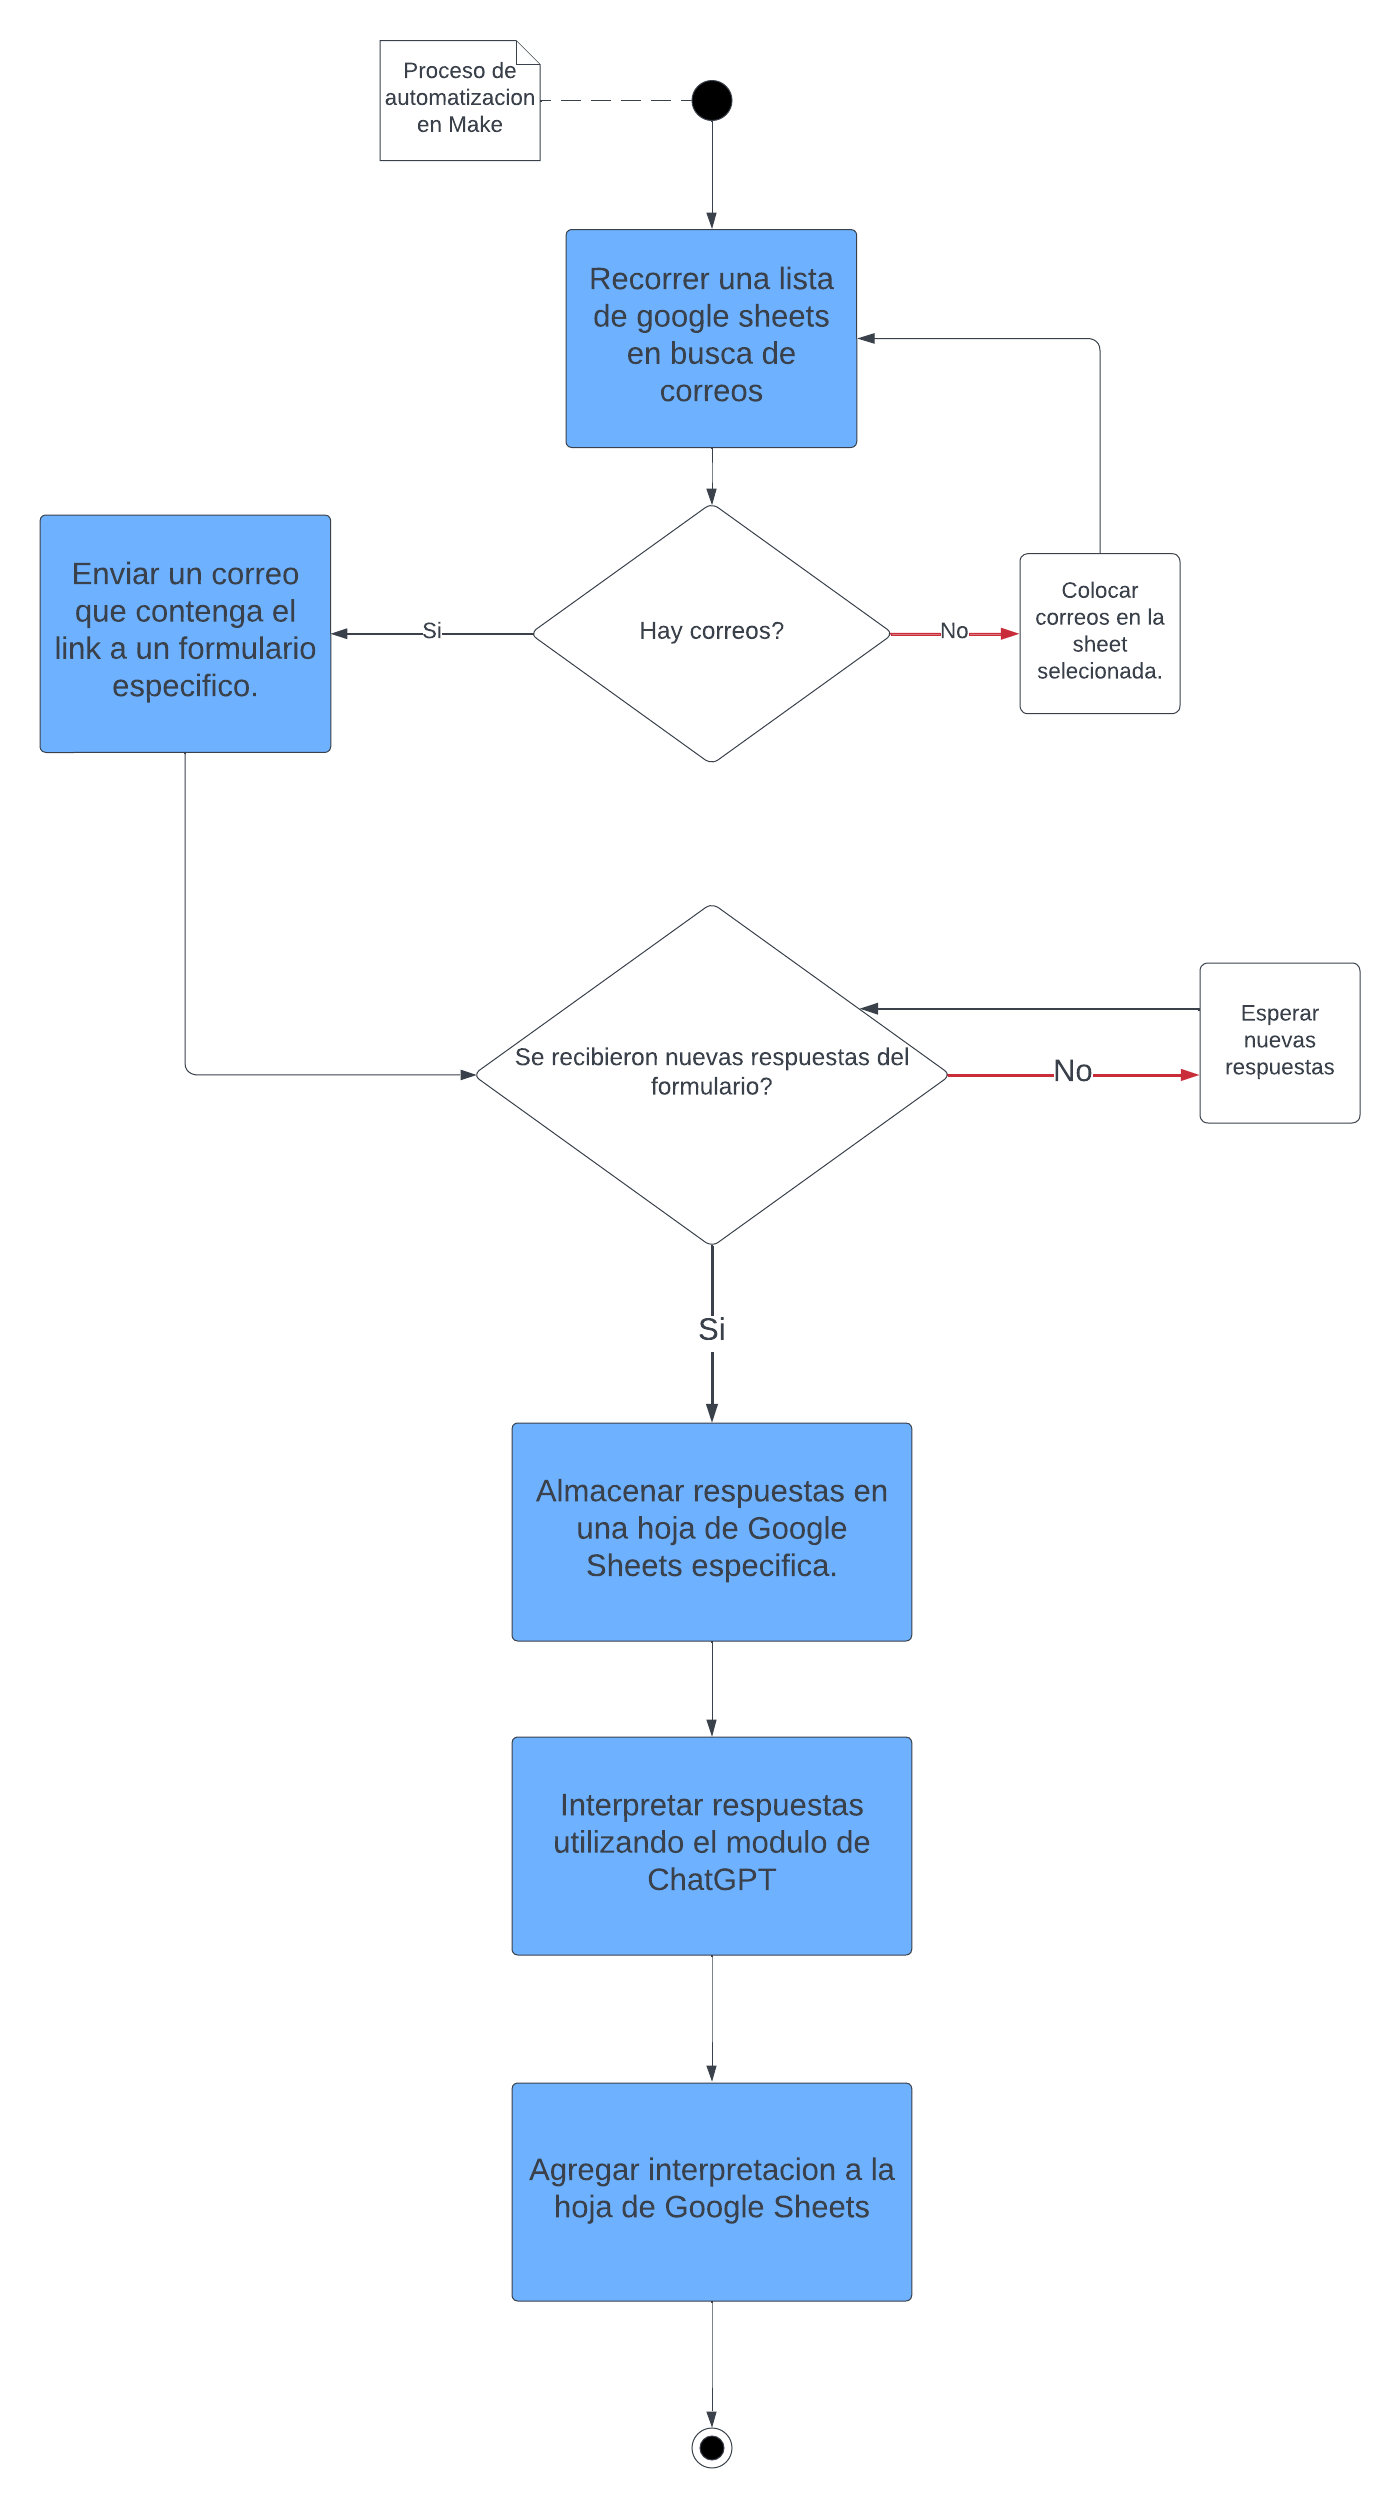 Proceso de
automatizacion
en Make
Recorrer una lista
de google sheets
en busca de
correos
Enviar un correo
que contenga el
link a un formulario
especifico.
Si
Hay correos?
No
Colocar
correos en la
sheet
selecionada.
Se recibieron nuevas respuestas del
formulario?
No
Esperar
nuevas
respuestas
Si
Almacenar respuestas en
una hoja de Google
Sheets especifica.
Interpretar respuestas
utilizando el modulo de
ChatGPT
Agregar interpretacion a la
hoja de Google Sheets